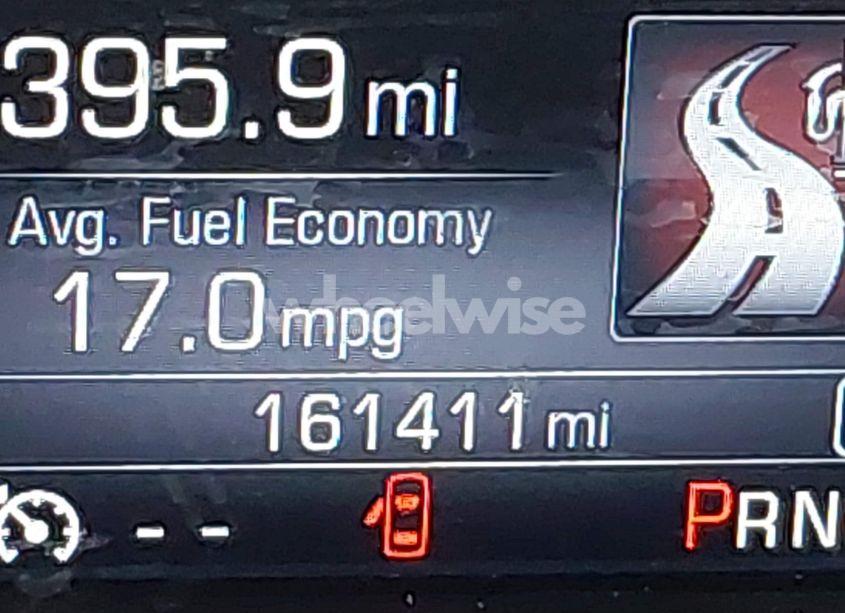 395.9 mi
Avg. Fuel Economy
17.0 mpg
wheelwise
161411 mi
-- PRN